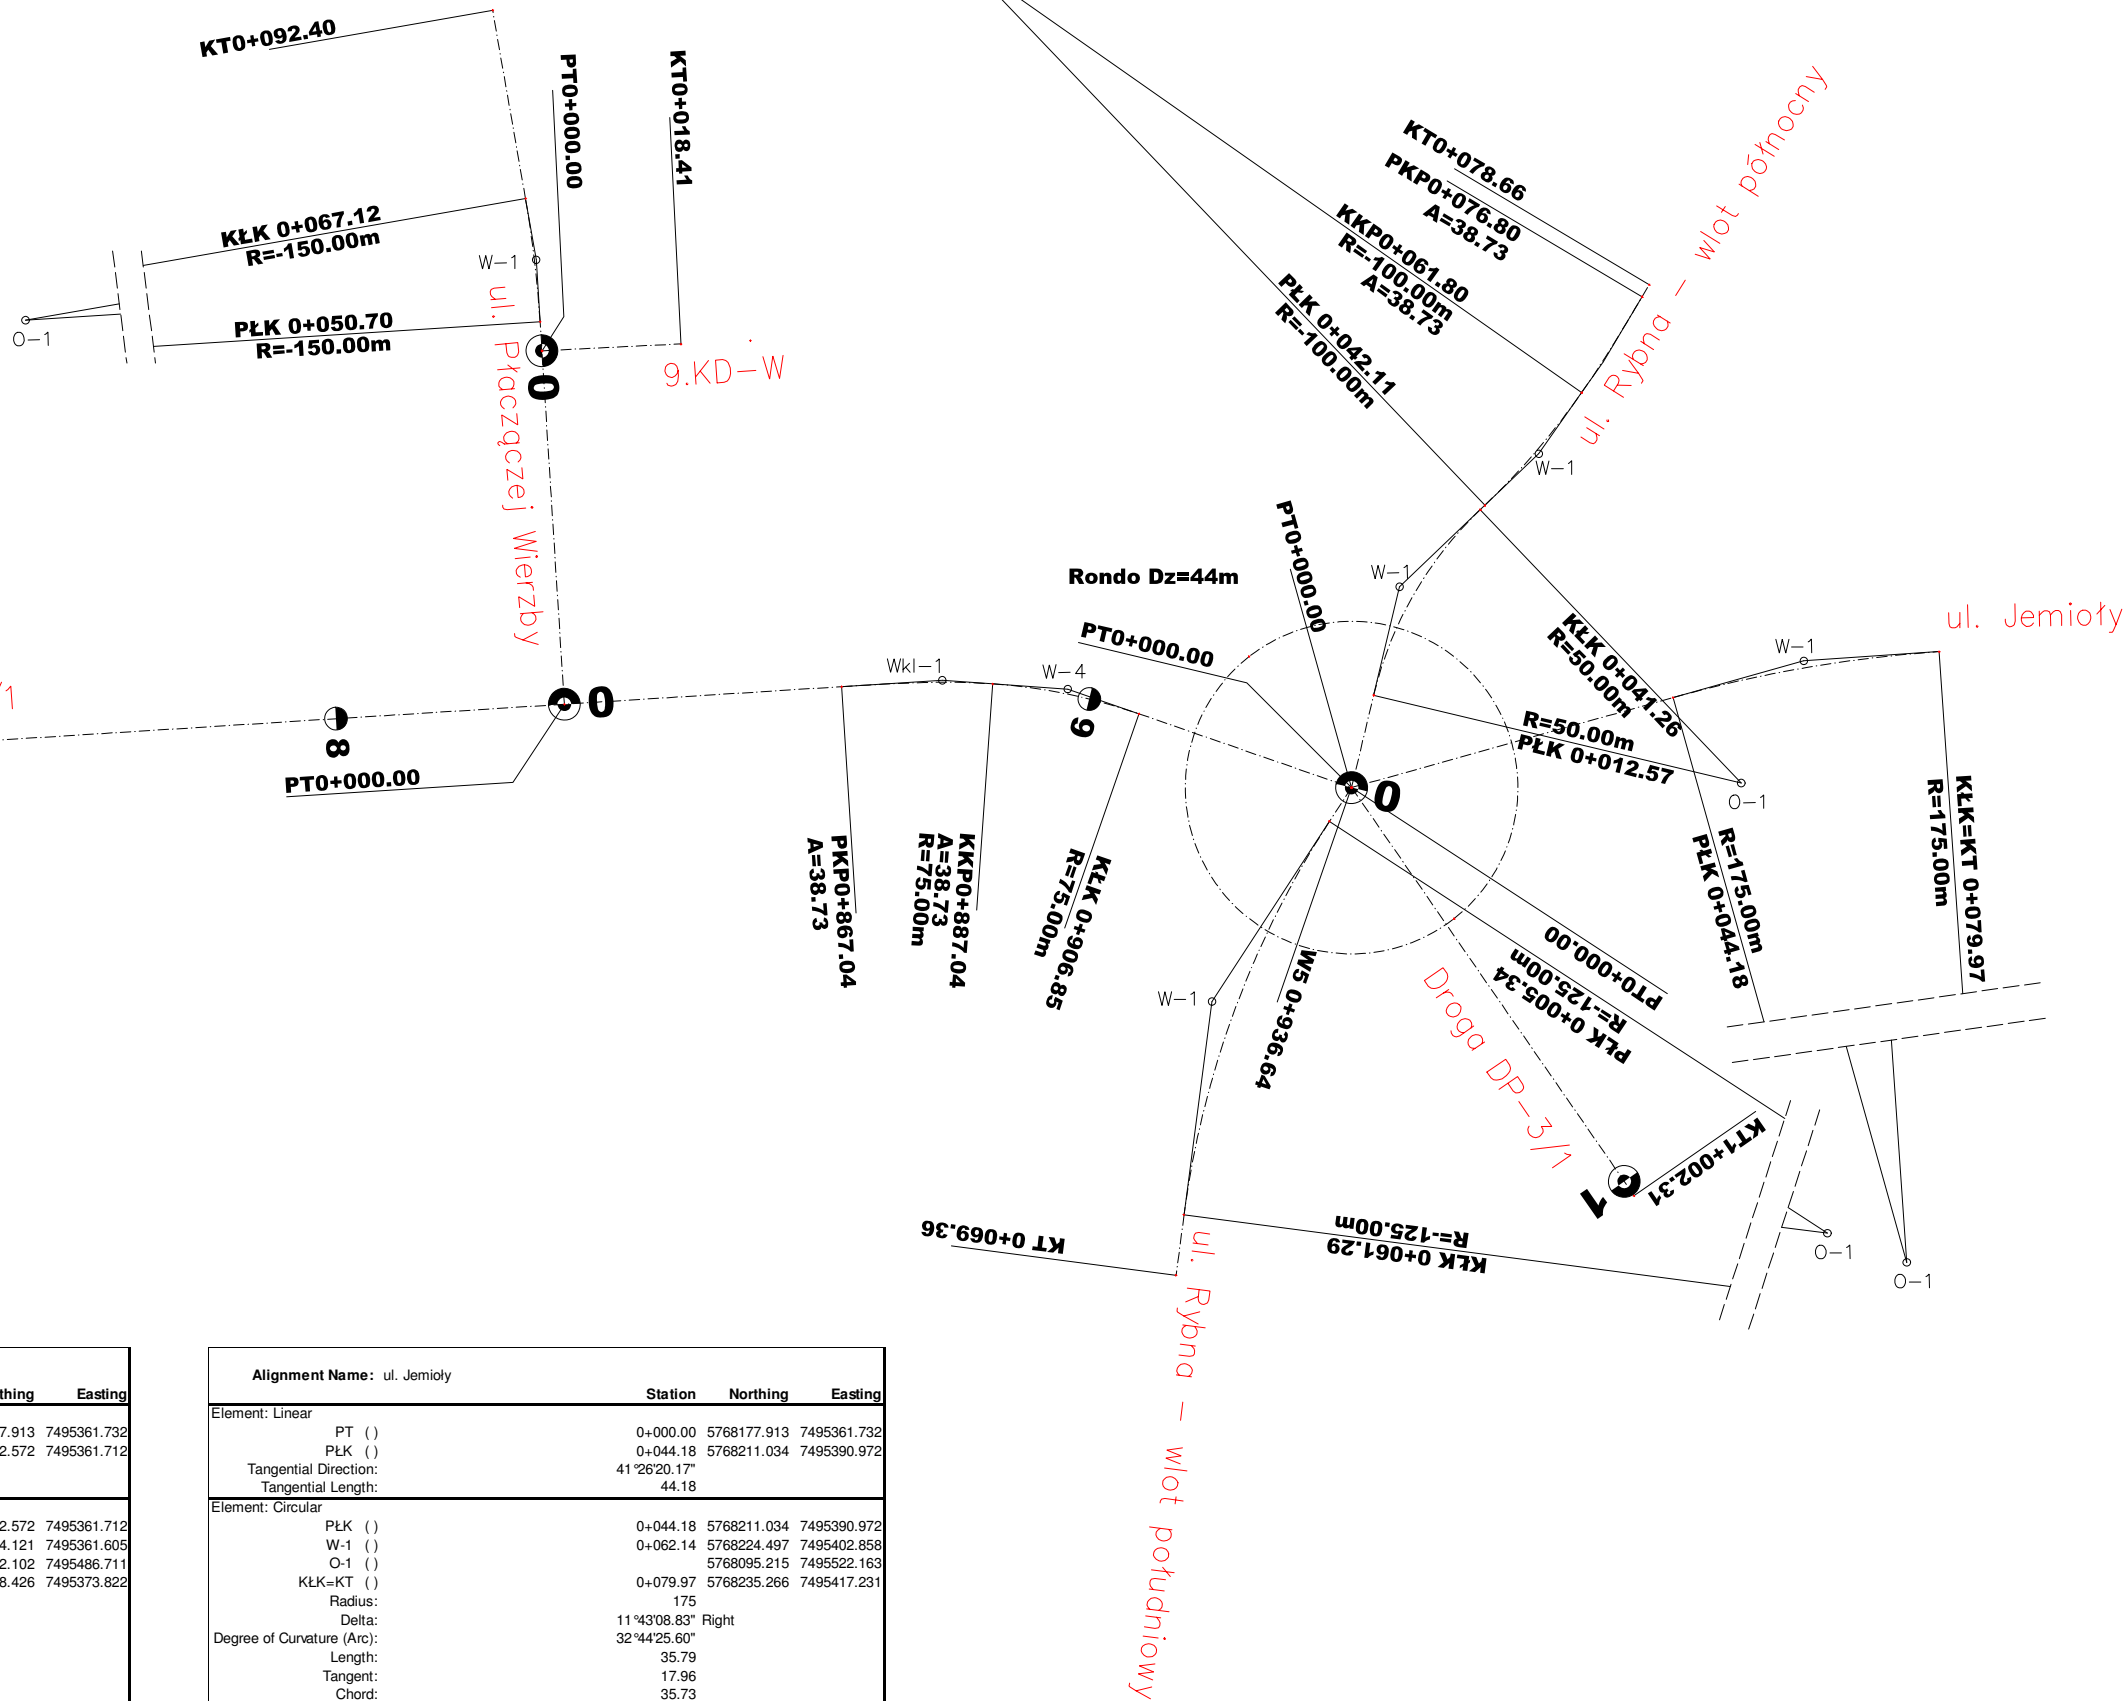 KT0+092.40
PT0+000.00
KT0+018.41
KŁK 0+067.12
R=-150.00m
W-1
O-1
PŁK 0+050.70
R=-150.00m
ul. Płaczączej Wierzby
0
9.KD-W
KT0+078.66
PKP0+076.80
A=38.73
KKP0+061.80
R=-100.00m
A=38.73
PŁK 0+042.11
R=-100.00m
ul. Rybna - wlot północny
W-1
W-1
PT0+000.00
Rondo Dz=44m
PT0+000.00
KŁK 0+041.26
R=50.00m
R=50.00m
PŁK 0+012.57
O-1
W-1
ul. Jemioły
/1
8
0
PT0+000.00
Wkl-1
W-4
9
0
PKP0+867.04
A=38.73
KKP0+887.04
A=38.73
R=75.00m
KŁK 0+906.85
R=75.00m
W5 0+936.64
W-1
R=175.00m
PŁK 0+044.18
KŁK=KT 0+079.97
R=175.00m
PT0+000.00
R=-125.00m
PŁK 0+005.34
Droga DP-3/1
1
KT1+002.31
KT 0+069.36
R=-125.00m
KŁK 0+061.29
O-1
O-1
ul. Rybna - wlot południowy
thing Easting
7.913 7495361.732
2.572 7495361.712
2.572 7495361.712
4.121 7495361.605
2.102 7495486.711
8.426 7495373.822
Alignment Name: ul. Jemioły
Station Northing Easting
Element: Linear
PT ( ) 0+000.00 5768177.913 7495361.732
PŁK ( ) 0+044.18 5768211.034 7495390.972
Tangential Direction: 41°26'20.17"
Tangential Length: 44.18
Element: Circular
PŁK ( ) 0+044.18 5768211.034 7495390.972
W-1 ( ) 0+062.14 5768224.497 7495402.858
O-1 ( ) 5768095.215 7495522.163
KŁK=KT ( ) 0+079.97 5768235.266 7495417.231
Radius: 175
Delta: 11°43'08.83" Right
Degree of Curvature (Arc): 32°44'25.60"
Length: 35.79
Tangent: 17.96
Chord: 35.73